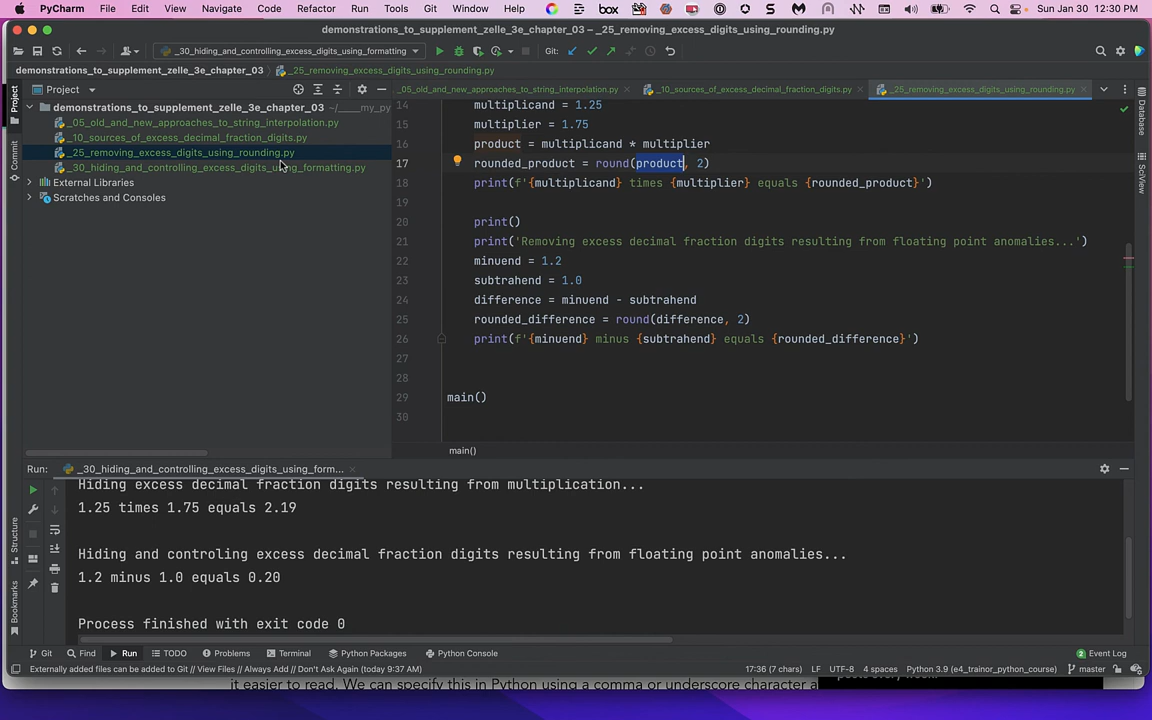 PyCharm File Edit View Navigate Code Refactor Run Tools Git Window Help box S Sun Jan 30 12:30 PM
demonstrations_to_supplement_zelle_3e_chapter_03 – _25_removing_excess_digits_using_rounding.py
_30_hiding_and_controlling_excess_digits_using_formatting Git:
demonstrations_to_supplement_zelle_3e_chapter_03 _25_removing_excess_digits_using_rounding.py
Project _05_old_and_new_approaches_to_string_interpolation.py _10_sources_of_excess_decimal_fraction_digits.py _25_removing_excess_digits_using_rounding.py
demonstrations_to_supplement_zelle_3e_chapter_03 ~/____my_py
_05_old_and_new_approaches_to_string_interpolation.py
_10_sources_of_excess_decimal_fraction_digits.py
_25_removing_excess_digits_using_rounding.py
_30_hiding_and_controlling_excess_digits_using_formatting.py
External Libraries
Scratches and Consoles
Project
Commit
Structure
Bookmarks
Database
SciView
14 multiplicand = 1.25
15 multiplier = 1.75
16 product = multiplicand * multiplier
17 rounded_product = round(product, 2)
18 print(f'{multiplicand} times {multiplier} equals {rounded_product}')
19
20 print()
21 print('Removing excess decimal fraction digits resulting from floating point anomalies...')
22 minuend = 1.2
23 subtrahend = 1.0
24 difference = minuend - subtrahend
25 rounded_difference = round(difference, 2)
26 print(f'{minuend} minus {subtrahend} equals {rounded_difference}')
27
28
29 main()
30
main()
Run: _30_hiding_and_controlling_excess_digits_using_form...
Hiding excess decimal fraction digits resulting from multiplication...
1.25 times 1.75 equals 2.19
Hiding and controling excess decimal fraction digits resulting from floating point anomalies...
1.2 minus 1.0 equals 0.20
Process finished with exit code 0
Git Find Run TODO Problems Terminal Python Packages Python Console 2 Event Log
Externally added files can be added to Git // View Files // Always Add // Don't Ask Again (today 9:37 AM) 17:36 (7 chars) LF UTF-8 4 spaces Python 3.9 (e4_trainor_python_course) master
it easier to read. We can specify this in Python using a comma or underscore character a